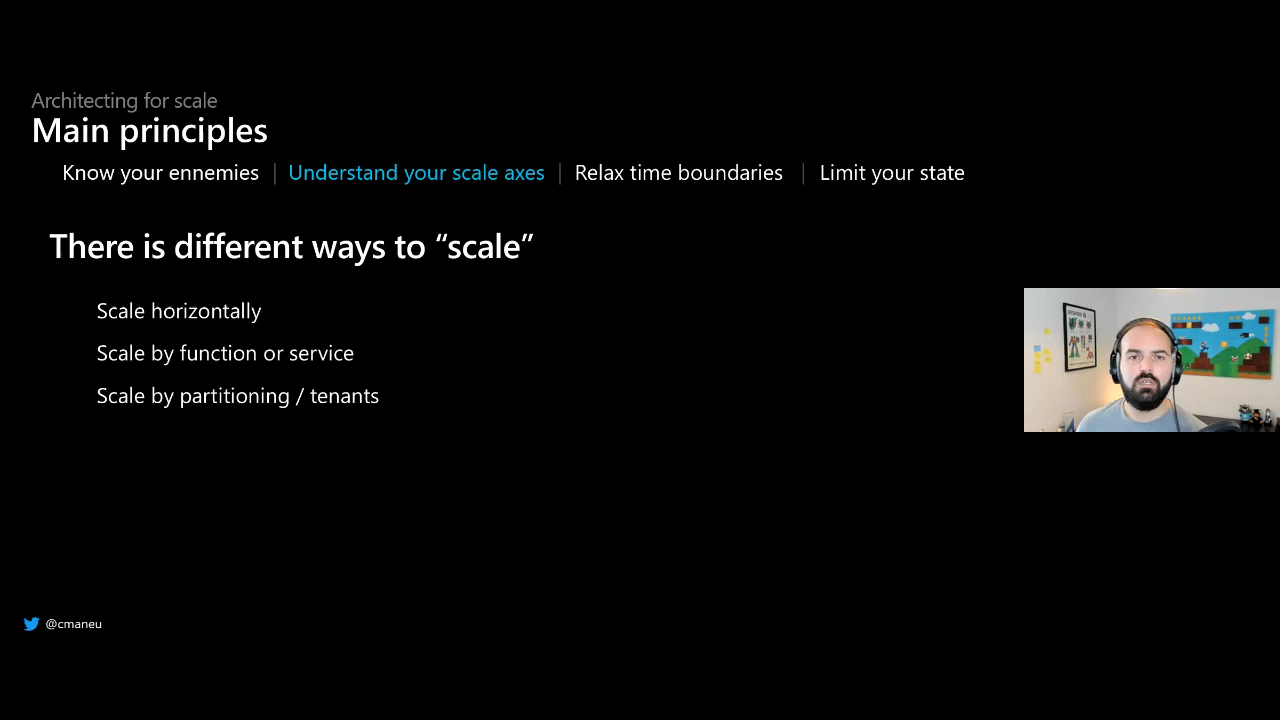 Architecting for scale
Main principles
Know your ennemies | Understand your scale axes | Relax time boundaries | Limit your state
There is different ways to “scale”
Scale horizontally
Scale by function or service
Scale by partitioning / tenants
@cmaneu